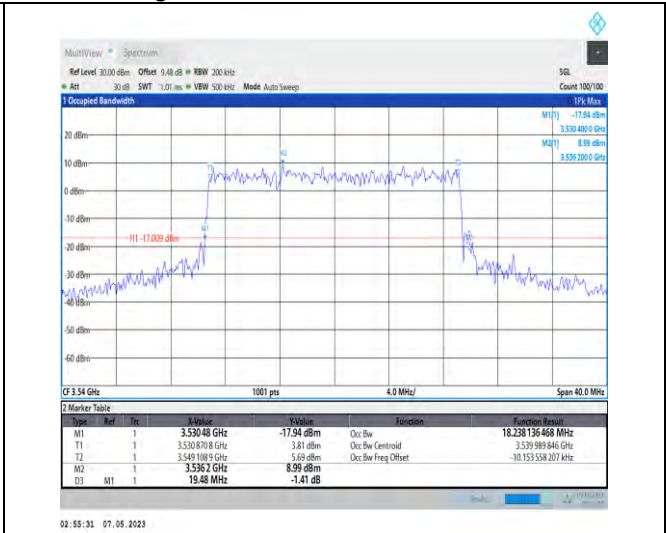 MultiView Spectrum
Ref Level 30.00 dBm Offset 9.48 dB RBW 200 kHz SGL
Att 30 dB SWT 1.01 ms VBW 500 kHz Mode Auto Sweep Count 100/100
1 Occupied Bandwidth 1Pk Max
M1[1] -17.94 dBm
3.530 480 0 GHz
M2[1] 8.99 dBm
3.536 200 0 GHz
20 dBm
M2
10 dBm
0 dBm
-10 dBm
H1 -17.009 dBm
-20 dBm
-30 dBm
-40 dBm
-50 dBm
-60 dBm
CF 3.54 GHz 1001 pts 4.0 MHz/ Span 40.0 MHz
2 Marker Table
Type Ref Trc X-Value Y-Value Function Function Result
M1 1 3.530 48 GHz -17.94 dBm Occ Bw 18.238 136 468 MHz
T1 1 3.530 870 8 GHz 3.81 dBm Occ Bw Centroid 3.539 989 846 GHz
T2 1 3.549 108 9 GHz 5.69 dBm Occ Bw Freq Offset -10.153 558 207 kHz
M2 1 3.536 2 GHz 8.99 dBm
D3 M1 1 19.48 MHz -1.41 dB
02:55:31 07.05.2023